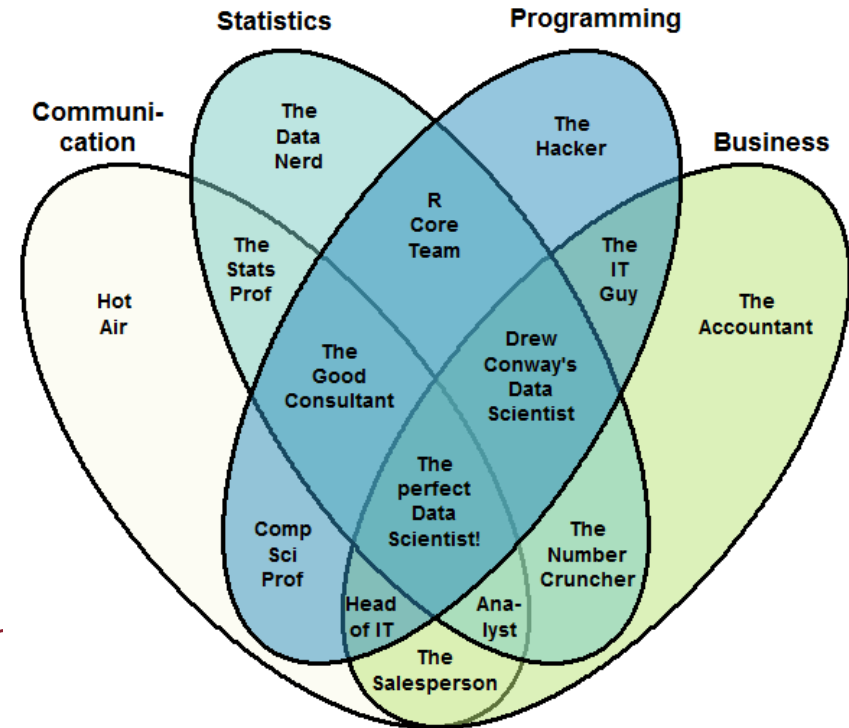 Statistics
Programming
Communi-
cation
Business
The
Data
Nerd
The
Hacker
R
Core
Team
The
Stats
Prof
The
IT
Guy
Hot
Air
The
Accountant
The
Good
Consultant
Drew
Conway's
Data
Scientist
The
perfect
Data
Scientist!
Comp
Sci
Prof
The
Number
Cruncher
Head
of IT
Ana-
lyst
The
Salesperson